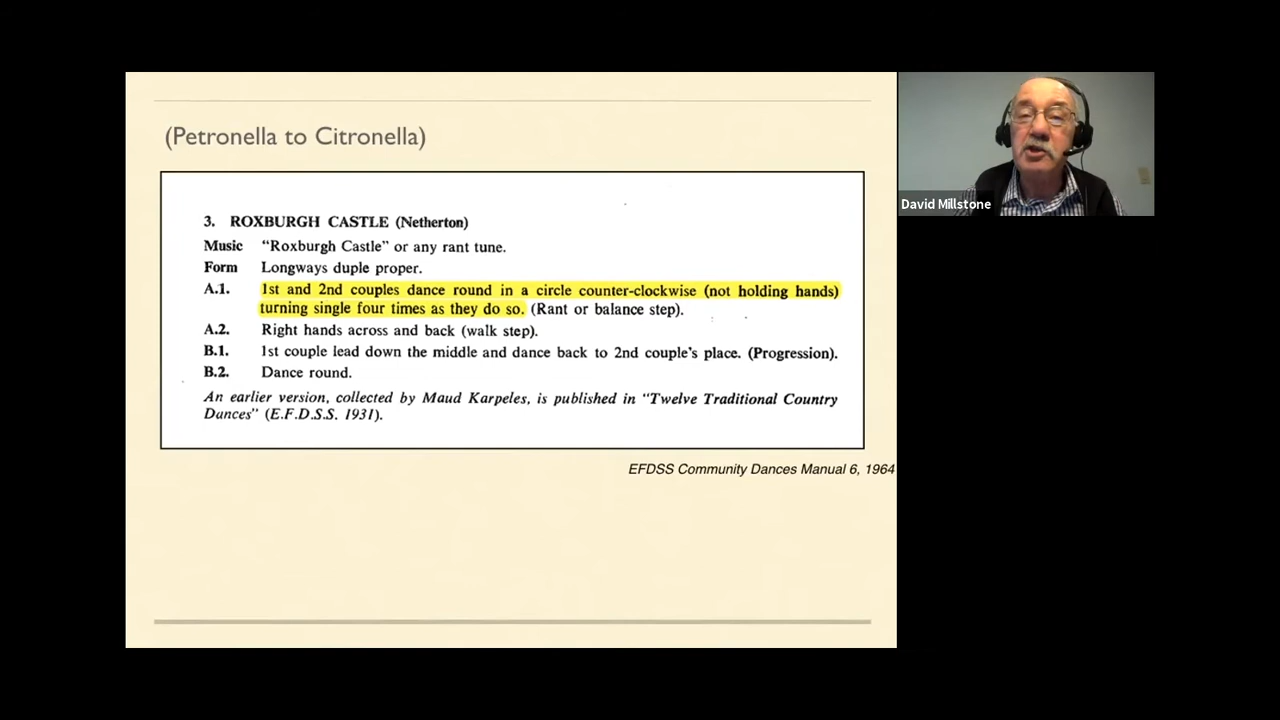 (Petronella to Citronella)
3. ROXBURGH CASTLE (Netherton)
Music "Roxburgh Castle" or any rant tune.
Form Longways duple proper.
A.1. 1st and 2nd couples dance round in a circle counter-clockwise (not holding hands)
turning single four times as they do so. (Rant or balance step).
A.2. Right hands across and back (walk step).
B.1. 1st couple lead down the middle and dance back to 2nd couple's place. (Progression).
B.2. Dance round.
An earlier version, collected by Maud Karpeles, is published in "Twelve Traditional Country
Dances" (E.F.D.S.S. 1931).
EFDSS Community Dances Manual 6, 1964
David Millstone